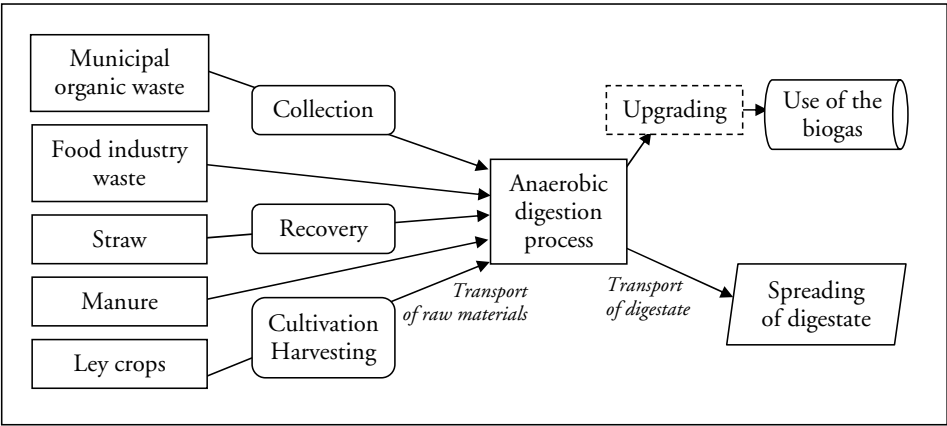 Municipal
organic waste
Collection
Food industry
waste
Straw
Recovery
Manure
Cultivation
Harvesting
Ley crops
Transport
of raw materials
Anaerobic
digestion
process
Transport
of digestate
Upgrading
Use of the
biogas
Spreading
of digestate